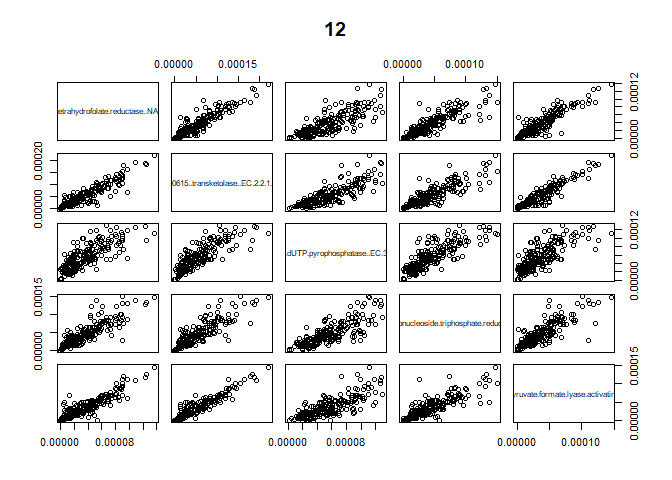 12
0.00000 0.00015 0.00000 0.00010
etrahydrofolate.reductase..NA
0.00000 0.00012
0.00000 0.00020
0615..transketolase..EC.2.2.1.
.dUTP.pyrophosphatase..EC.3
0.00000 0.00012
0.00000 0.00015
onucleoside.triphosphate.reduc
yruvate.formate.lyase.activatin
0.00000 0.00015
0.00000 0.00008 0.00000 0.00008 0.00000 0.00010